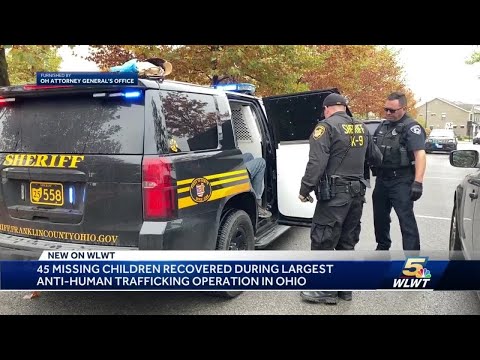 FURNISHED BY
OH ATTORNEY GENERAL'S OFFICE
SHERIFF
558
SHERIFF.FRANKLINCOUNTYOHIO.GOV
SHERIFF
K-9
NEW ON WLWT
45 MISSING CHILDREN RECOVERED DURING LARGEST
ANTI-HUMAN TRAFFICKING OPERATION IN OHIO
5
WLWT